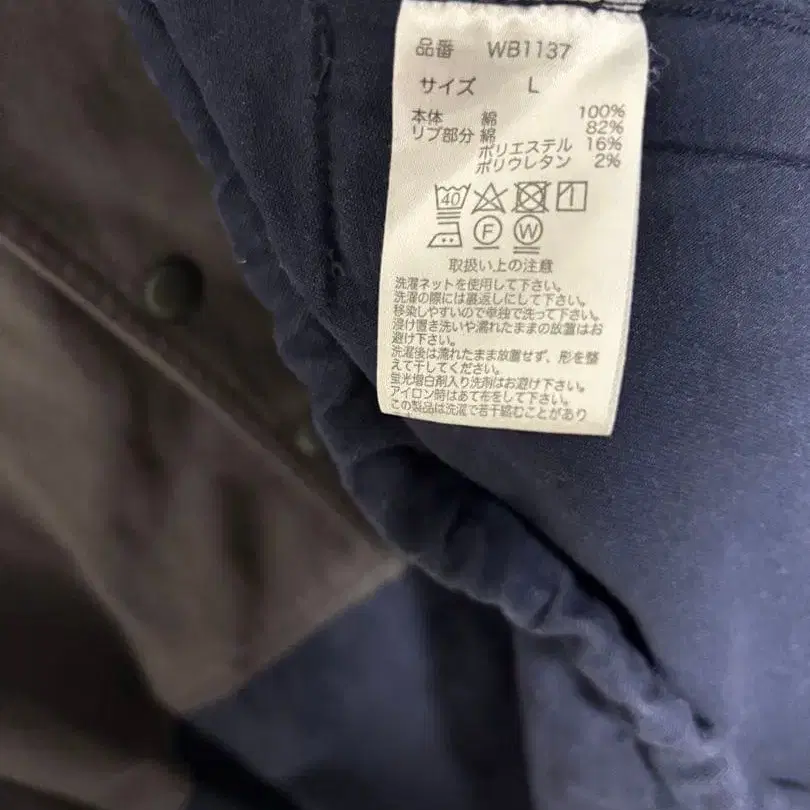 品番 WB1137
サイズ L
本体 綿 100%
リブ部分 綿 82%
ポリエステル 16%
ポリウレタン 2%
40
F W
取扱い上の注意
洗濯ネットを使用して下さい。
洗濯の際には裏返しにして下さい。
移染しやすいので単独で洗って下さい。
浸け置き洗いや濡れたままの放置はお
避け下さい。
洗濯後は濡れたまま放置せず、形を整
えて干してください。
蛍光増白剤入り洗剤はお避け下さい。
アイロン時はあて布をして下さい。
この製品は洗濯で若干縮むことがあり